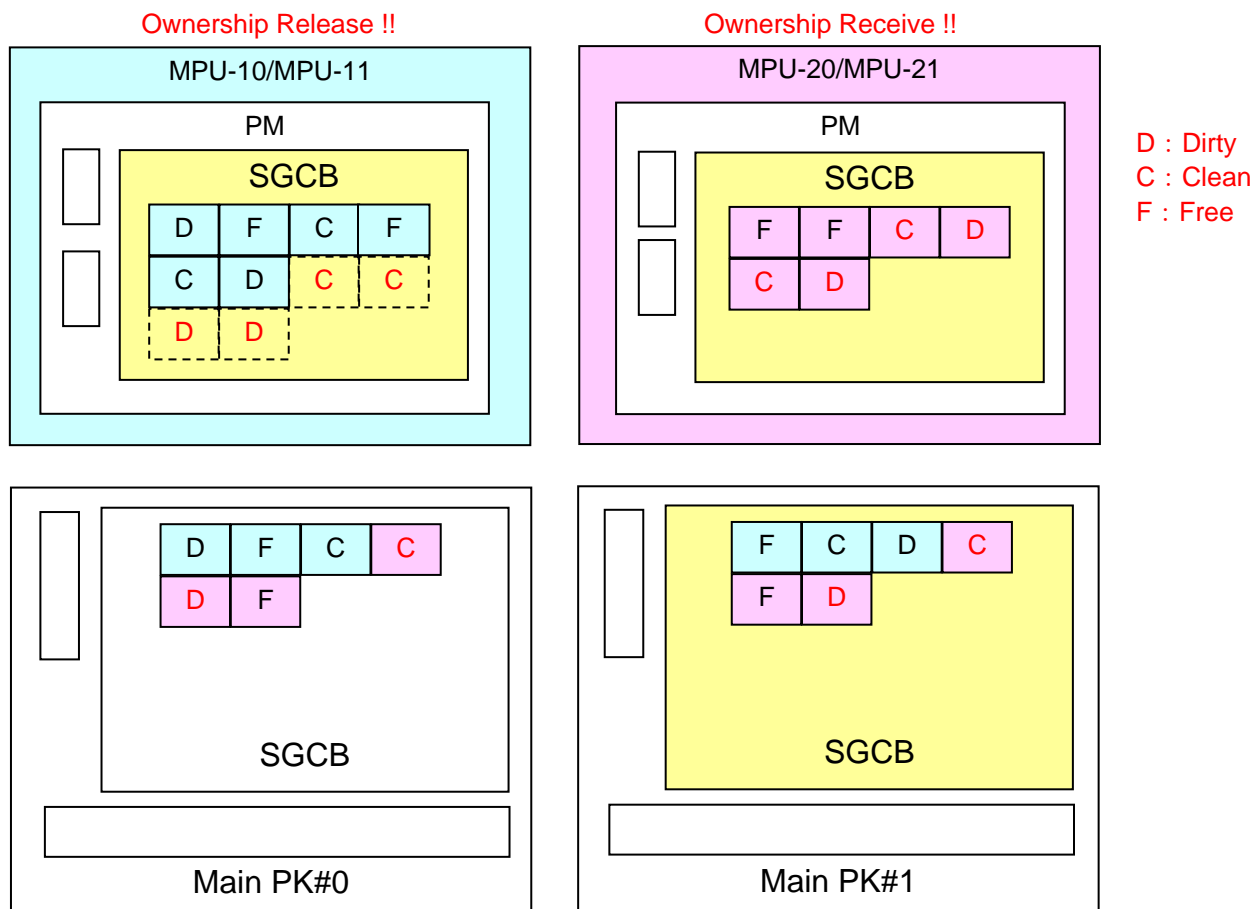 Ownership Release !!
Ownership Receive !!
MPU-10/MPU-11
MPU-20/MPU-21
PM
PM
D : Dirty
C : Clean
F : Free
SGCB
D F C F
C D C C
D D
SGCB
F F C D
C D
D F C C
D F
SGCB
Main PK#0
F C D C
F D
SGCB
Main PK#1